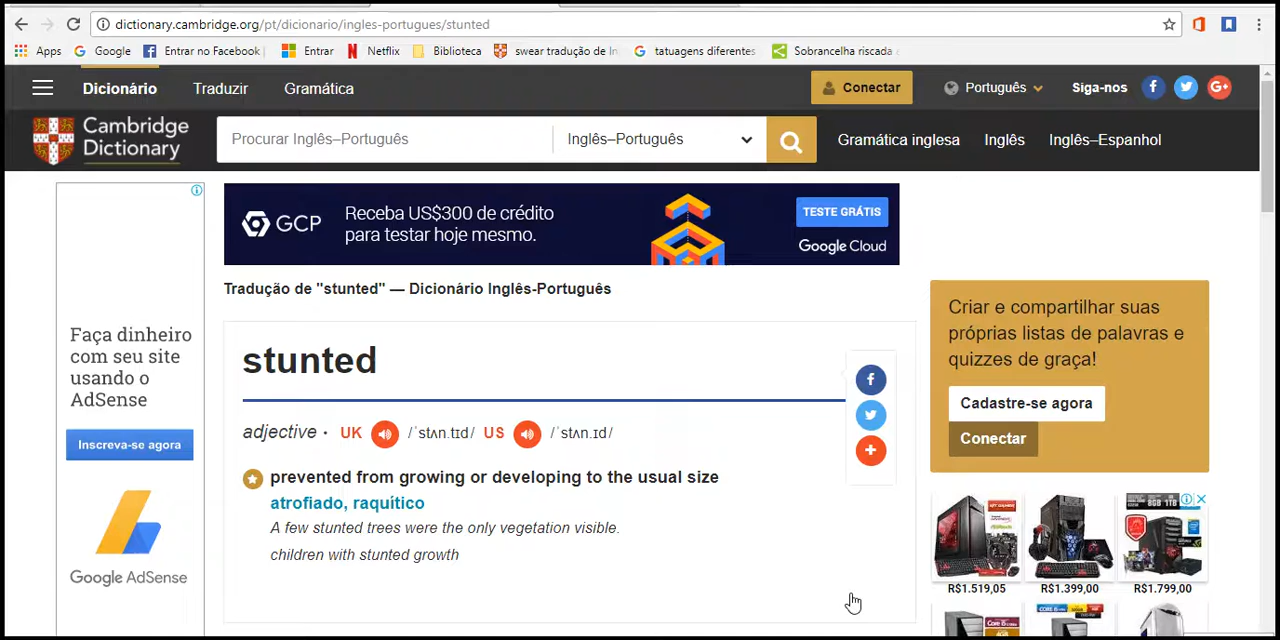 dictionary.cambridge.org/pt/dicionario/ingles-portugues/stunted
Apps Google Entrar no Facebook Entrar Netflix Biblioteca swear tradução de In tatuagens diferentes Sobrancelha riscada e
Dicionário Traduzir Gramática Conectar Português Siga-nos
Cambridge
Dictionary
Procurar Inglês–Português Inglês–Português Gramática inglesa Inglês Inglês–Espanhol
GCP
Receba US$300 de crédito
para testar hoje mesmo.
TESTE GRÁTIS
Google Cloud
Tradução de "stunted" — Dicionário Inglês-Português
Faça dinheiro
com seu site
usando o
AdSense
Inscreva-se agora
Google AdSense
stunted
adjective · UK /ˈstʌn.tɪd/ US /ˈstʌn.ɪd/
prevented from growing or developing to the usual size
atrofiado, raquítico
A few stunted trees were the only vegetation visible.
children with stunted growth
Criar e compartilhar suas
próprias listas de palavras e
quizzes de graça!
Cadastre-se agora
Conectar
8GB 1TB
R$1.519,05 R$1.399,00 R$1.799,00